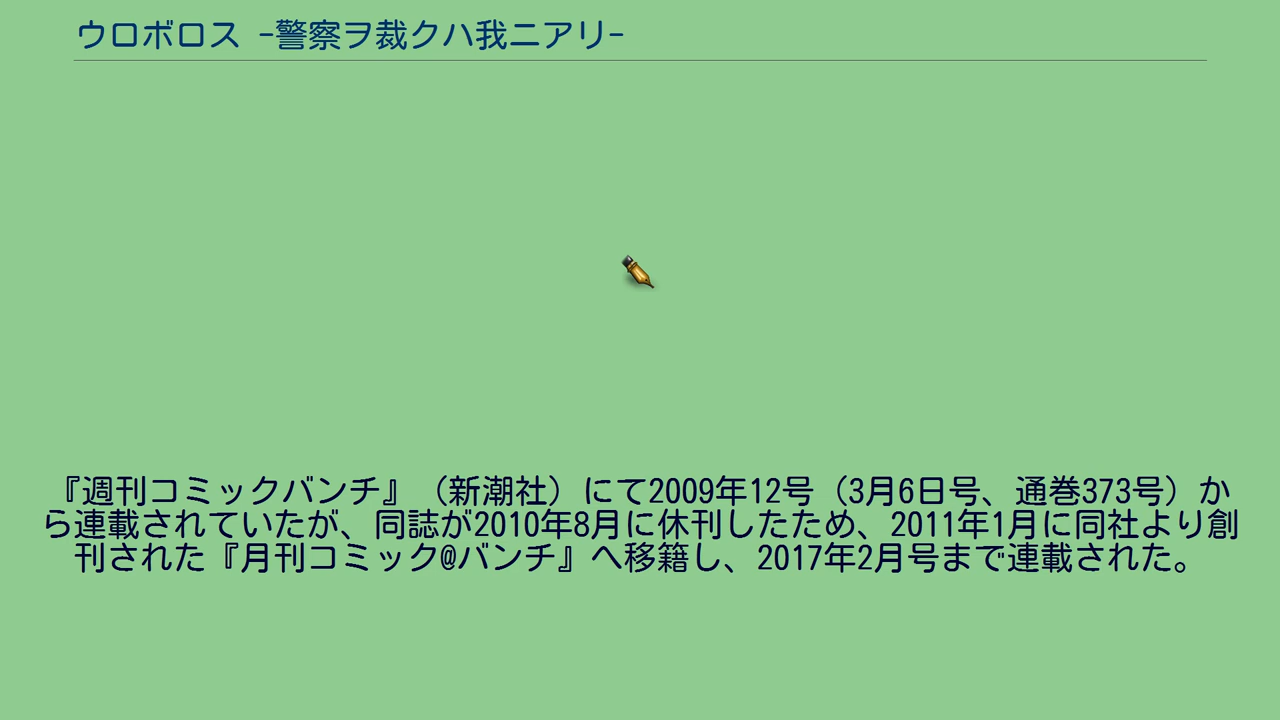 ウロボロス -警察ヲ裁クハ我ニアリ-
『週刊コミックバンチ』（新潮社）にて2009年12号（3月6日号、通巻373号）か
ら連載されていたが、同誌が2010年8月に休刊したため、2011年1月に同社より創
刊された『月刊コミック@バンチ』へ移籍し、2017年2月号まで連載された。